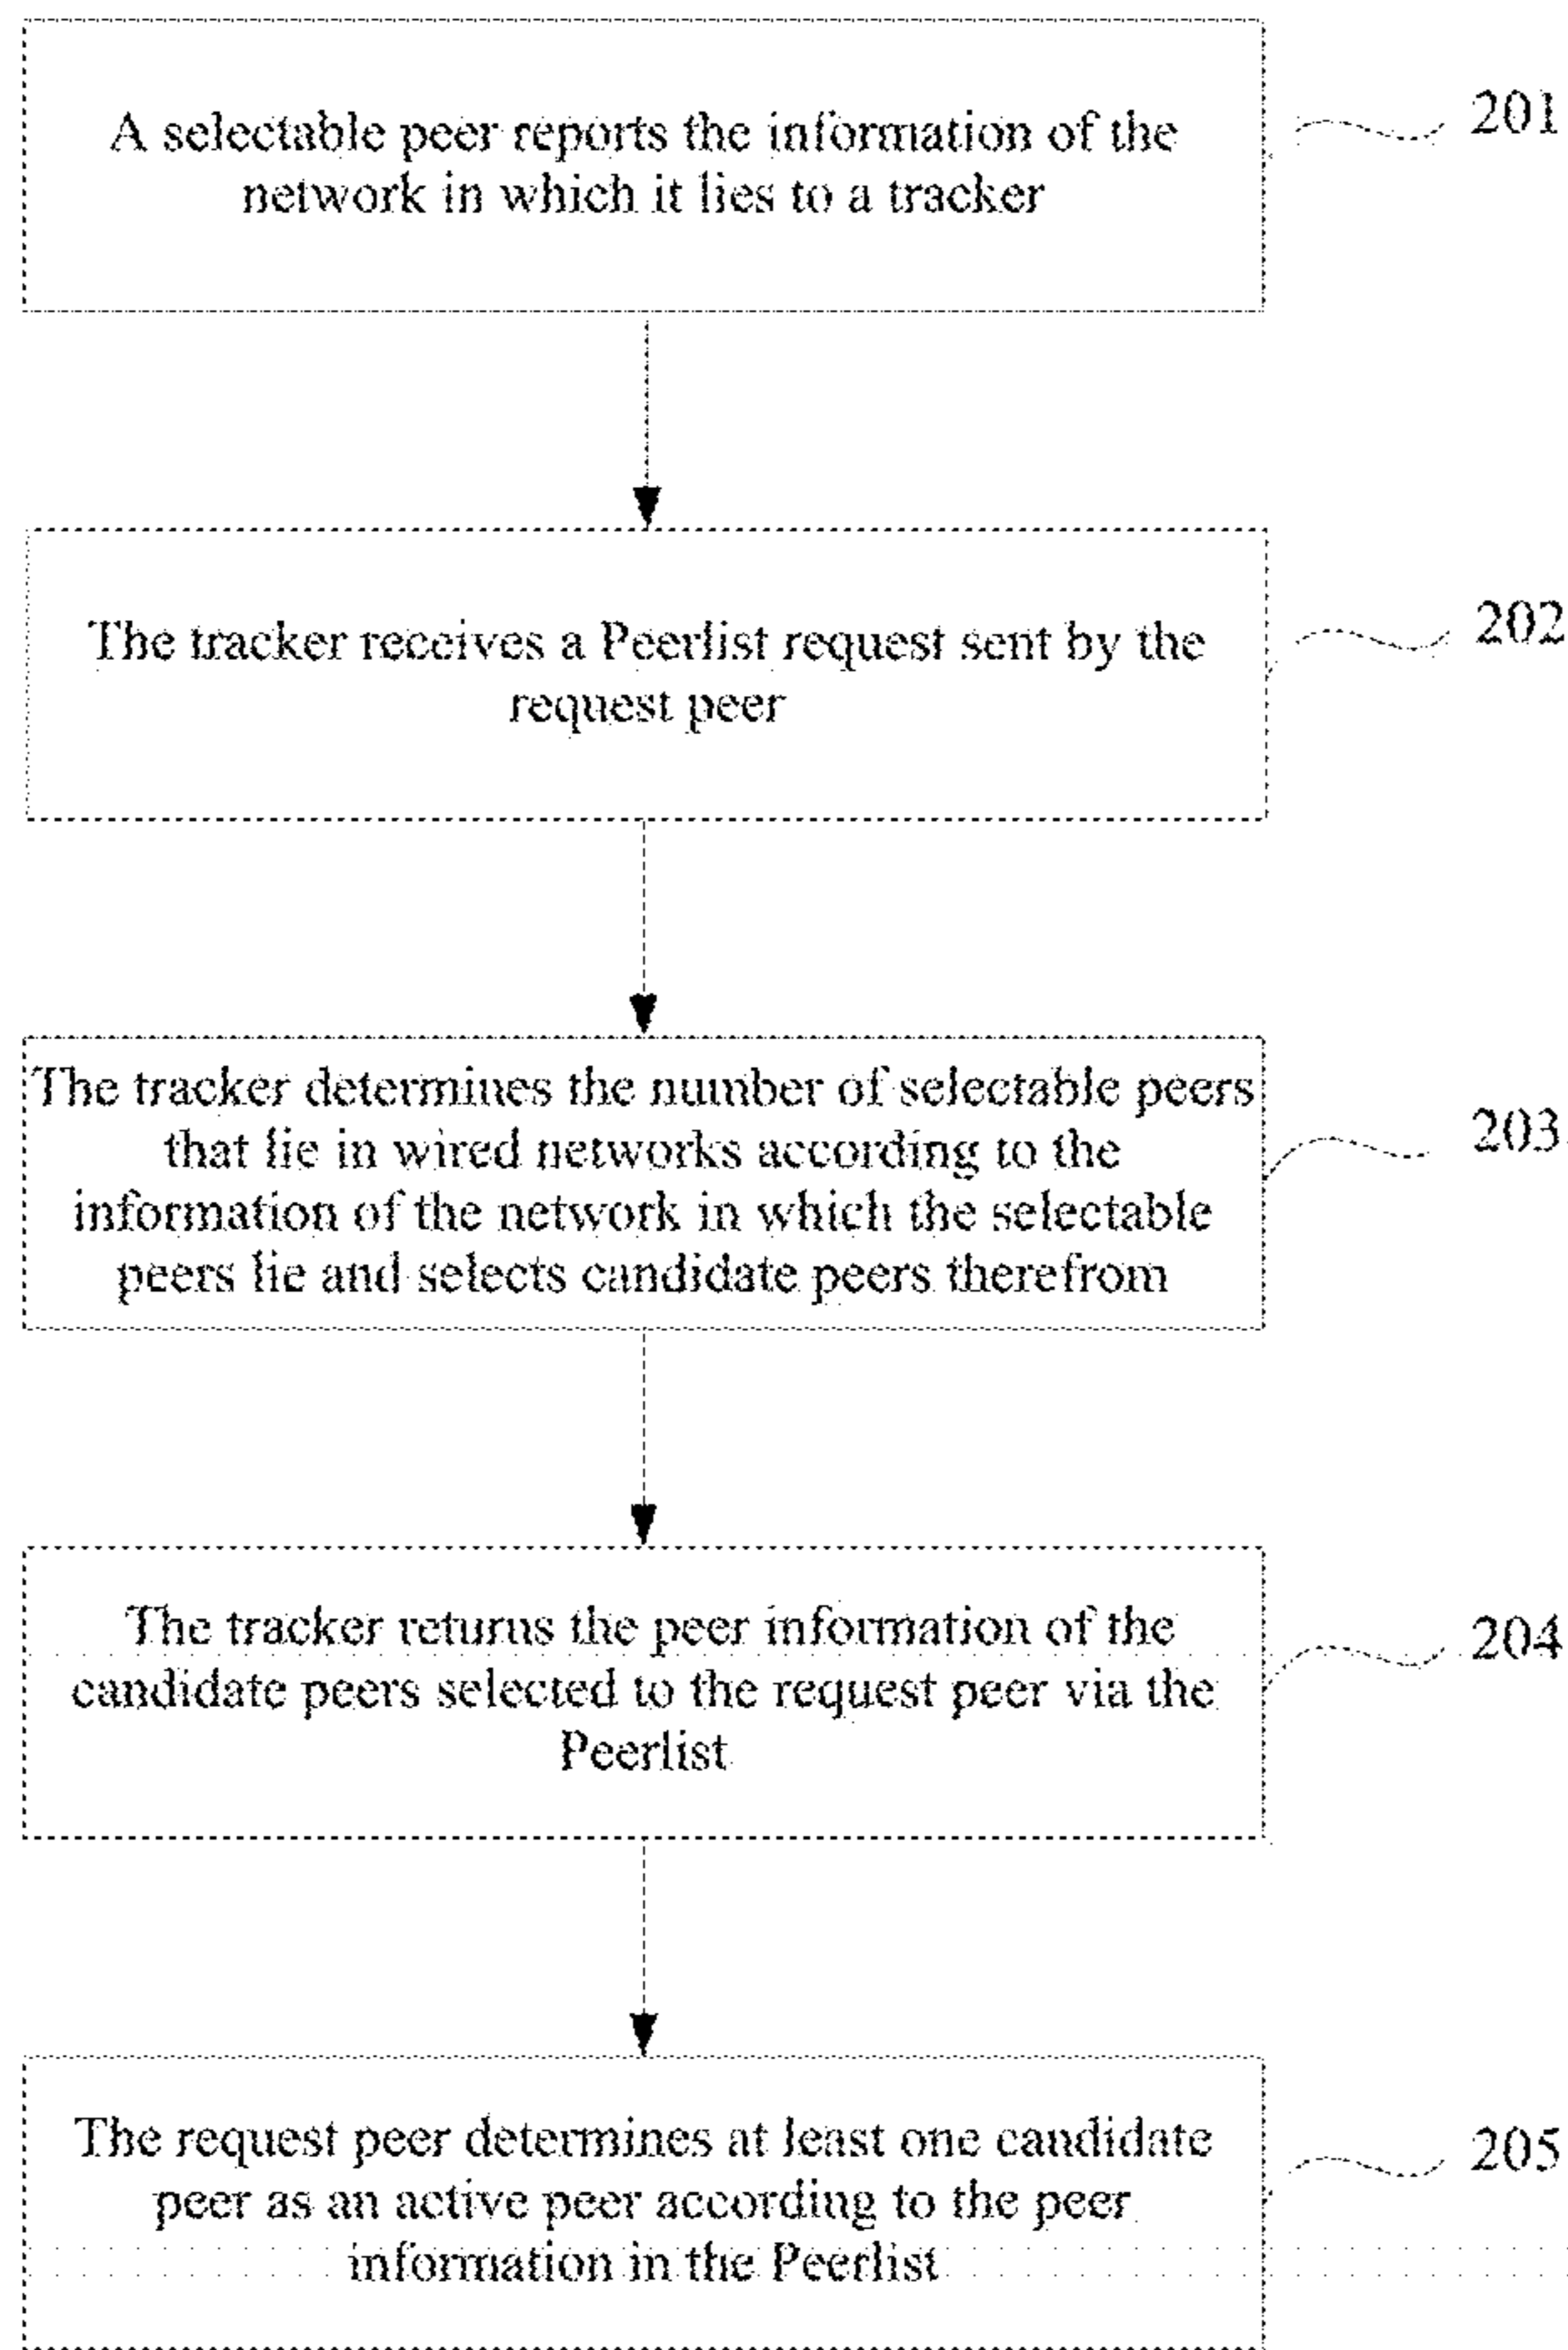 A selectable peer reports the information of the
network in which it lies to a tracker
201
The tracker receives a Peerlist request sent by the
request peer
202
The tracker determines the number of selectable peers
that lie in wired networks according to the
information of the network in which the selectable
peers lie and selects candidate peers therefrom
203
The tracker returns the peer information of the
candidate peers selected to the request peer via the
Peerlist
204
The request peer determines at least one candidate
peer as an active peer according to the peer
information in the Peerlist
205